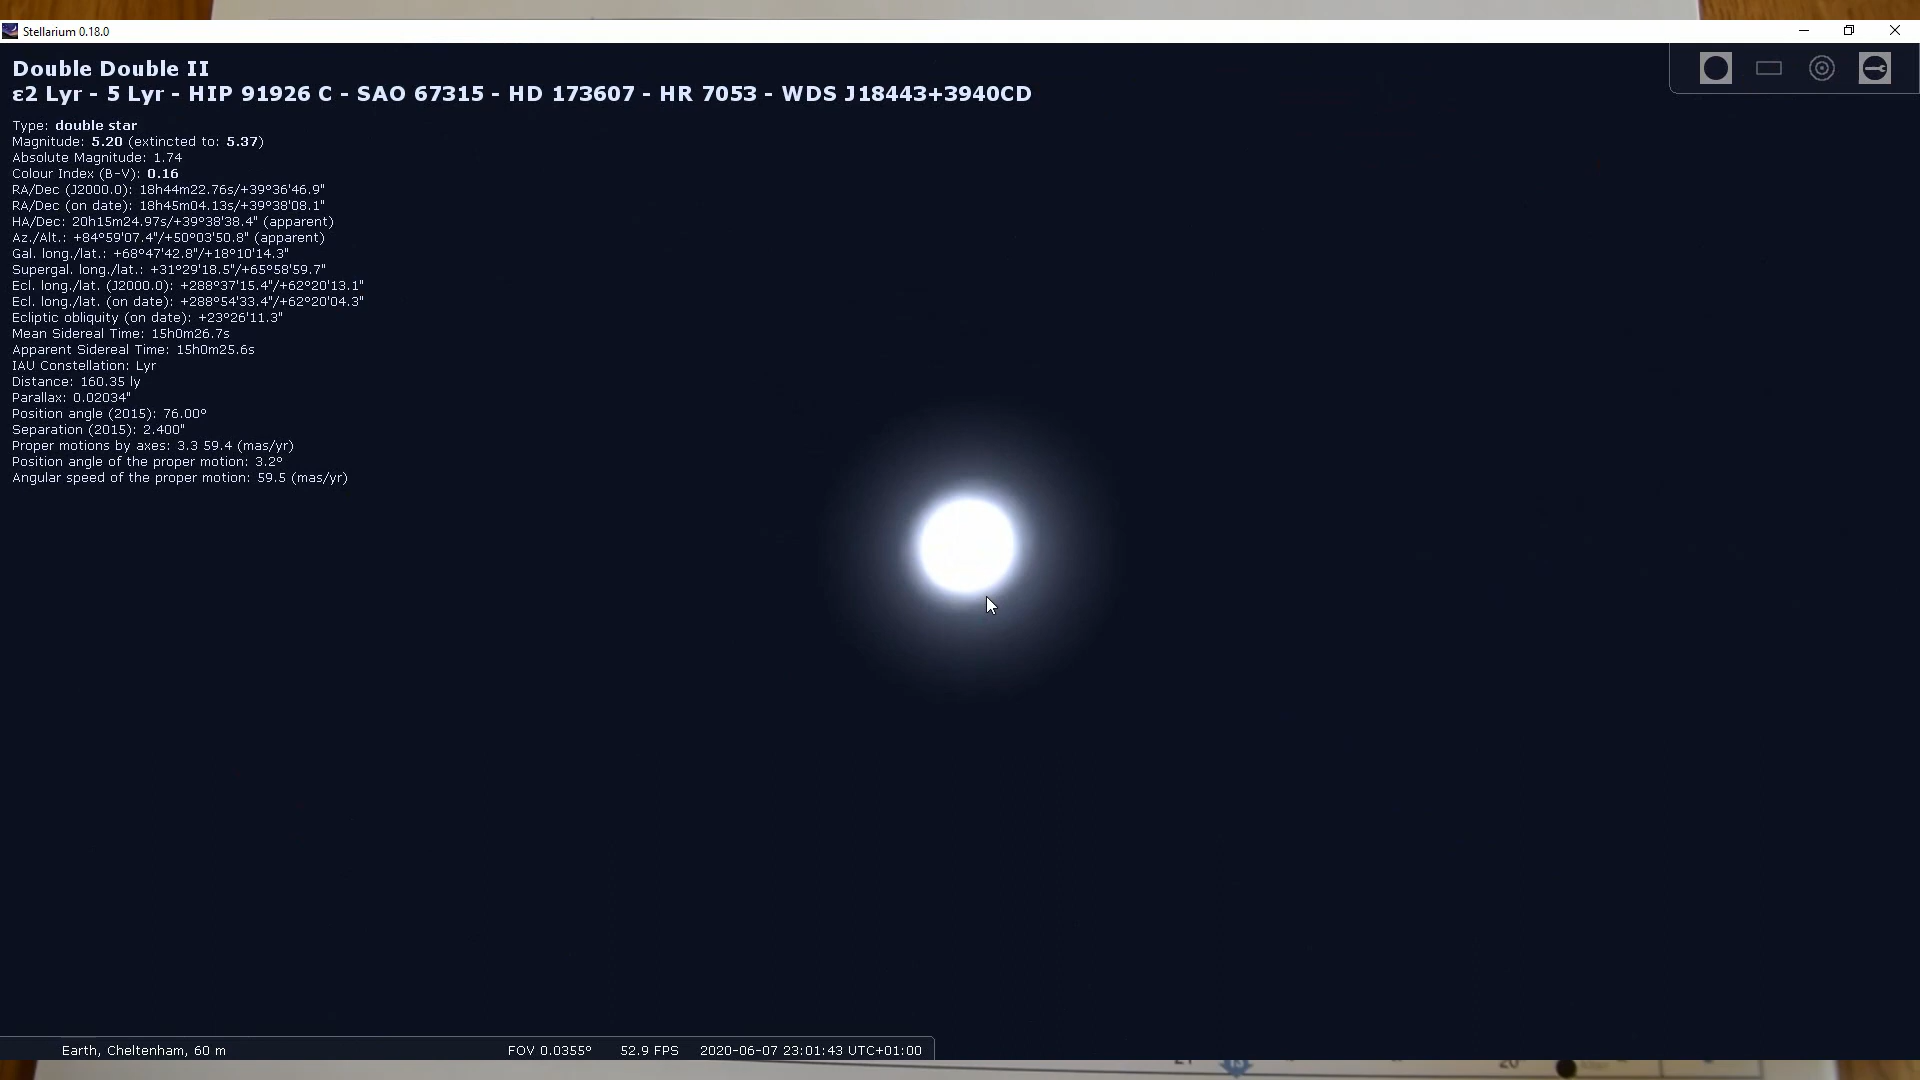 Stellarium 0.18.0
Double Double II
ε2 Lyr - 5 Lyr - HIP 91926 C - SAO 67315 - HD 173607 - HR 7053 - WDS J18443+3940CD
Type: double star
Magnitude: 5.20 (extincted to: 5.37)
Absolute Magnitude: 1.74
Colour Index (B-V): 0.16
RA/Dec (J2000.0): 18h44m22.76s/+39°36'46.9"
RA/Dec (on date): 18h45m04.13s/+39°38'08.1"
HA/Dec: 20h15m24.97s/+39°38'38.4" (apparent)
Az./Alt.: +84°59'07.4"/+50°03'50.8" (apparent)
Gal. long./lat.: +68°47'42.8"/+18°10'14.3"
Supergal. long./lat.: +31°29'18.5"/+65°58'59.7"
Ecl. long./lat. (J2000.0): +288°37'15.4"/+62°20'13.1"
Ecl. long./lat. (on date): +288°54'33.4"/+62°20'04.3"
Ecliptic obliquity (on date): +23°26'11.3"
Mean Sidereal Time: 15h0m26.7s
Apparent Sidereal Time: 15h0m25.6s
IAU Constellation: Lyr
Distance: 160.35 ly
Parallax: 0.02034"
Position angle (2015): 76.00°
Separation (2015): 2.400"
Proper motions by axes: 3.3 59.4 (mas/yr)
Position angle of the proper motion: 3.2°
Angular speed of the proper motion: 59.5 (mas/yr)
Earth, Cheltenham, 60 m FOV 0.0355° 52.9 FPS 2020-06-07 23:01:43 UTC+01:00